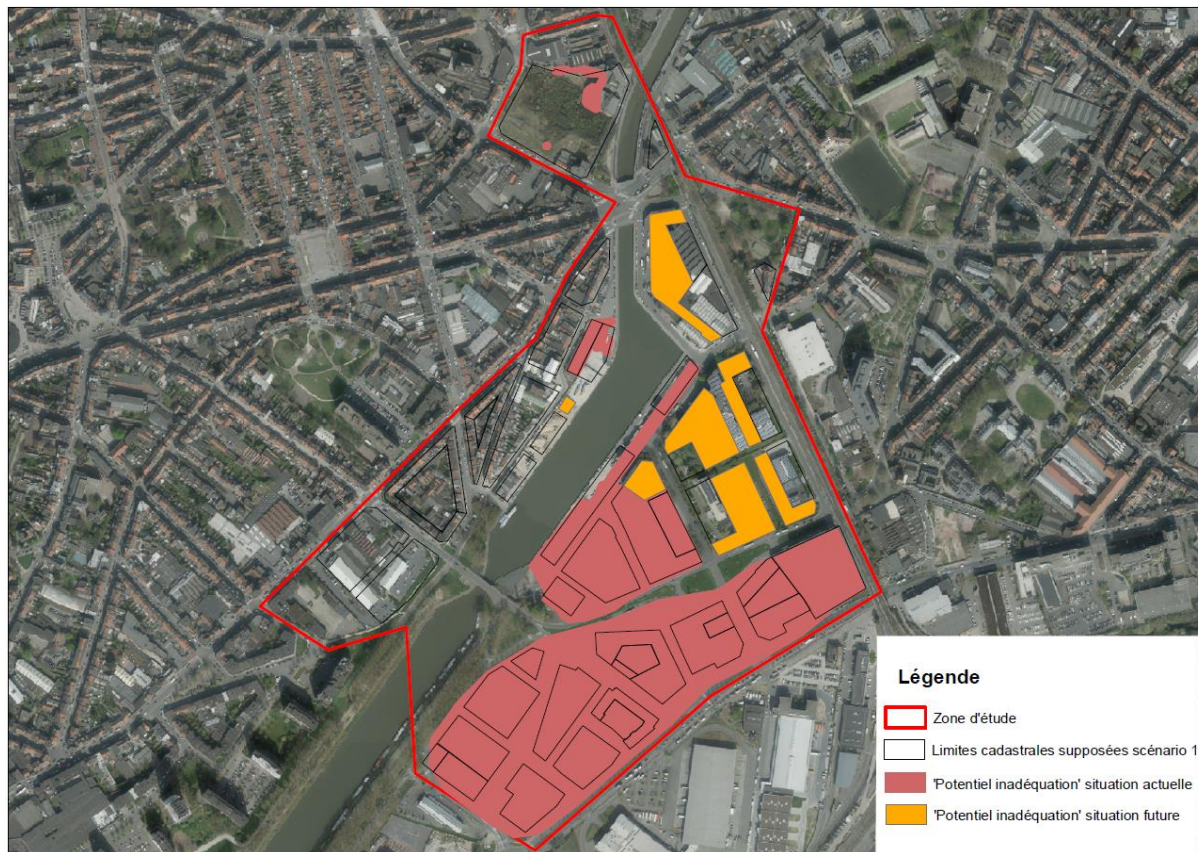 Légende
Zone d'étude
Limites cadastrales supposées scénario 1
'Potentiel inadéquation' situation actuelle
'Potentiel inadéquation' situation future